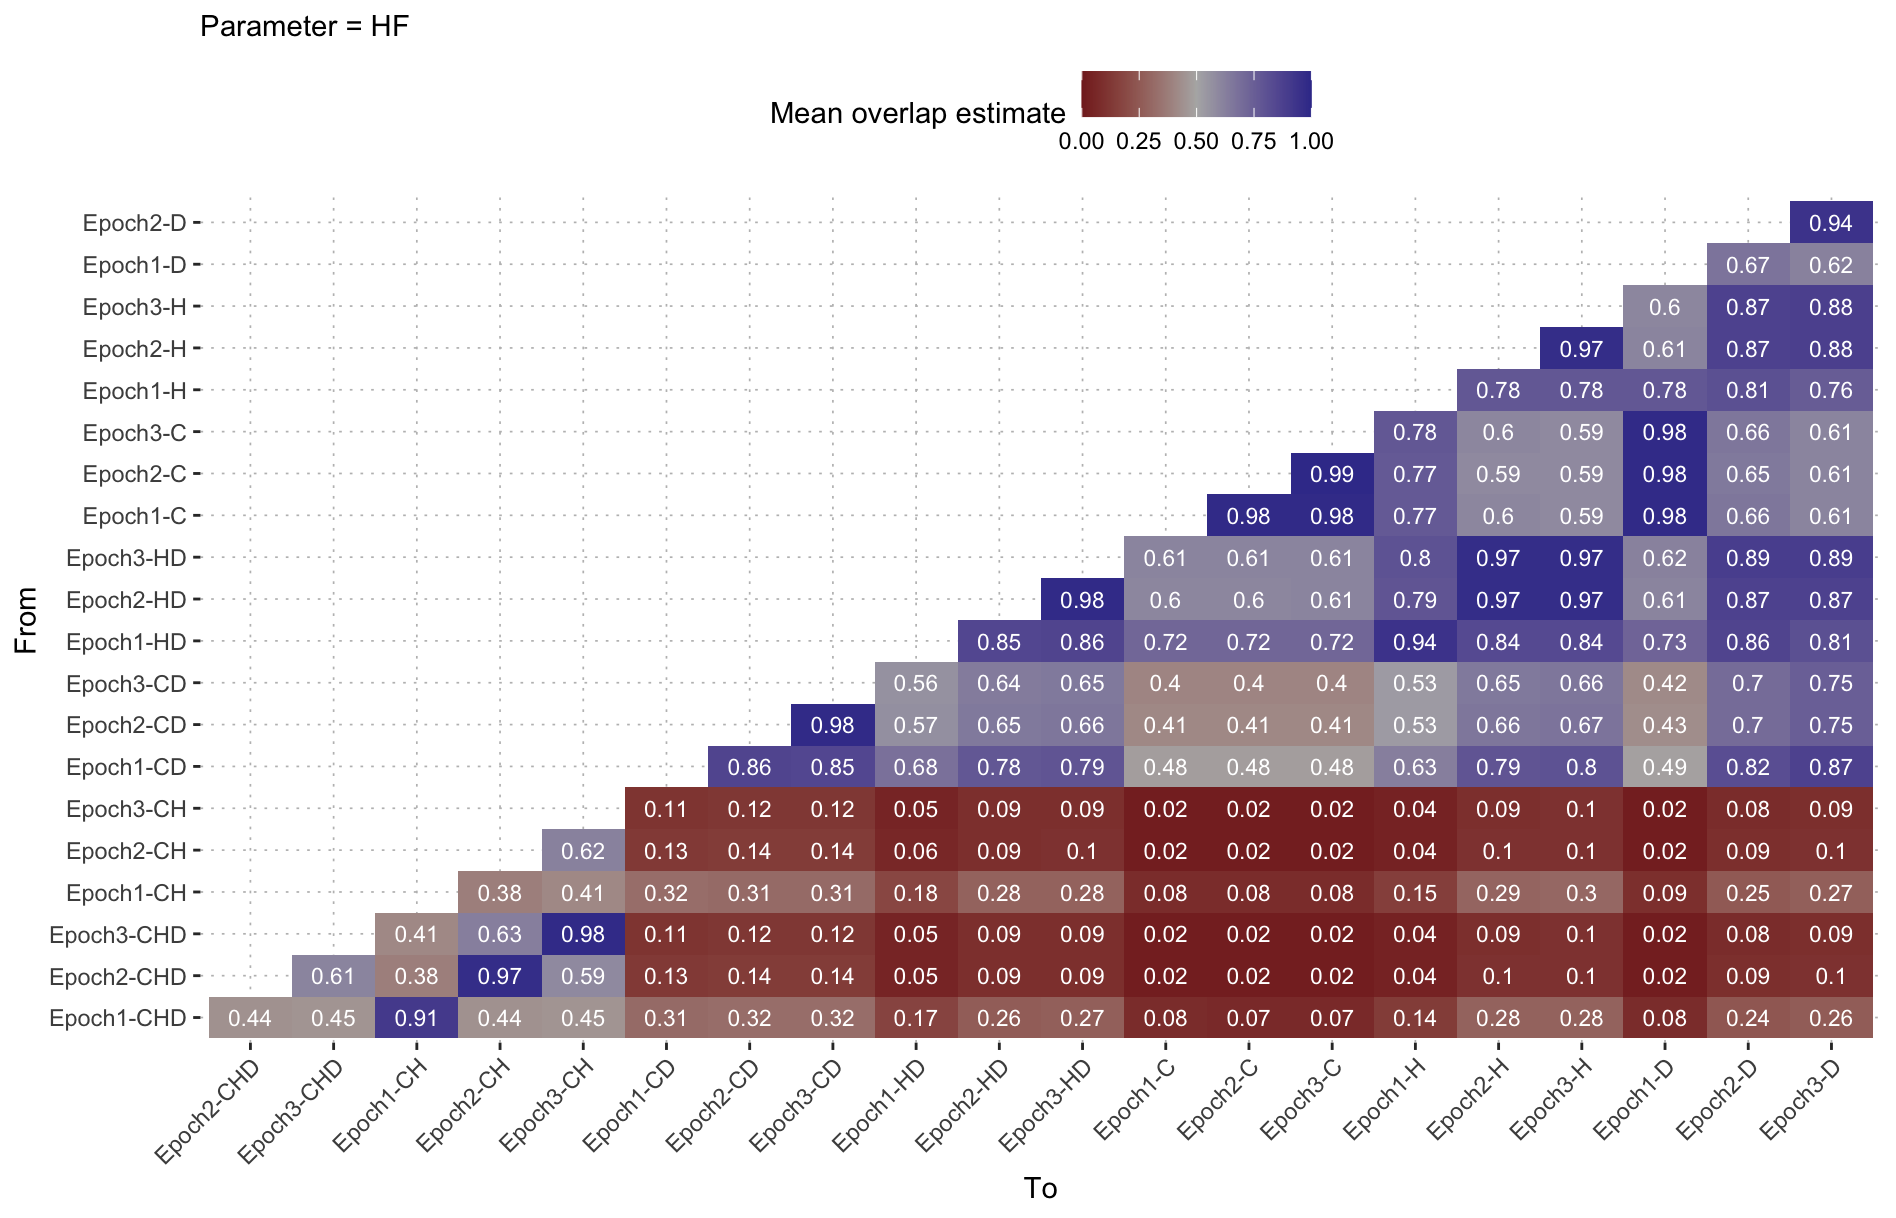 Parameter = HF
Mean overlap estimate
0.00 0.25 0.50 0.75 1.00
From
Epoch2-D 0.94
Epoch1-D 0.67 0.62
Epoch3-H 0.6 0.87 0.88
Epoch2-H 0.97 0.61 0.87 0.88
Epoch1-H 0.78 0.78 0.78 0.81 0.76
Epoch3-C 0.78 0.6 0.59 0.98 0.66 0.61
Epoch2-C 0.99 0.77 0.59 0.59 0.98 0.65 0.61
Epoch1-C 0.98 0.98 0.77 0.6 0.59 0.98 0.66 0.61
Epoch3-HD 0.61 0.61 0.61 0.8 0.97 0.97 0.62 0.89 0.89
Epoch2-HD 0.98 0.6 0.6 0.61 0.79 0.97 0.97 0.61 0.87 0.87
Epoch1-HD 0.85 0.86 0.72 0.72 0.72 0.94 0.84 0.84 0.73 0.86 0.81
Epoch3-CD 0.56 0.64 0.65 0.4 0.4 0.4 0.53 0.65 0.66 0.42 0.7 0.75
Epoch2-CD 0.98 0.57 0.65 0.66 0.41 0.41 0.41 0.53 0.66 0.67 0.43 0.7 0.75
Epoch1-CD 0.86 0.85 0.68 0.78 0.79 0.48 0.48 0.48 0.63 0.79 0.8 0.49 0.82 0.87
Epoch3-CH 0.11 0.12 0.12 0.05 0.09 0.09 0.02 0.02 0.02 0.04 0.09 0.1 0.02 0.08 0.09
Epoch2-CH 0.62 0.13 0.14 0.14 0.06 0.09 0.1 0.02 0.02 0.02 0.04 0.1 0.1 0.02 0.09 0.1
Epoch1-CH 0.38 0.41 0.32 0.31 0.31 0.18 0.28 0.28 0.08 0.08 0.08 0.15 0.29 0.3 0.09 0.25 0.27
Epoch3-CHD 0.41 0.63 0.98 0.11 0.12 0.12 0.05 0.09 0.09 0.02 0.02 0.02 0.04 0.09 0.1 0.02 0.08 0.09
Epoch2-CHD 0.61 0.38 0.97 0.59 0.13 0.14 0.14 0.05 0.09 0.09 0.02 0.02 0.02 0.04 0.1 0.1 0.02 0.09 0.1
Epoch1-CHD 0.44 0.45 0.91 0.44 0.45 0.31 0.32 0.32 0.17 0.26 0.27 0.08 0.07 0.07 0.14 0.28 0.28 0.08 0.24 0.26
Epoch2-CHD Epoch3-CHD Epoch1-CH Epoch2-CH Epoch3-CH Epoch1-CD Epoch2-CD Epoch3-CD Epoch1-HD Epoch2-HD Epoch3-HD Epoch1-C Epoch2-C Epoch3-C Epoch1-H Epoch2-H Epoch3-H Epoch1-D Epoch2-D Epoch3-D
To